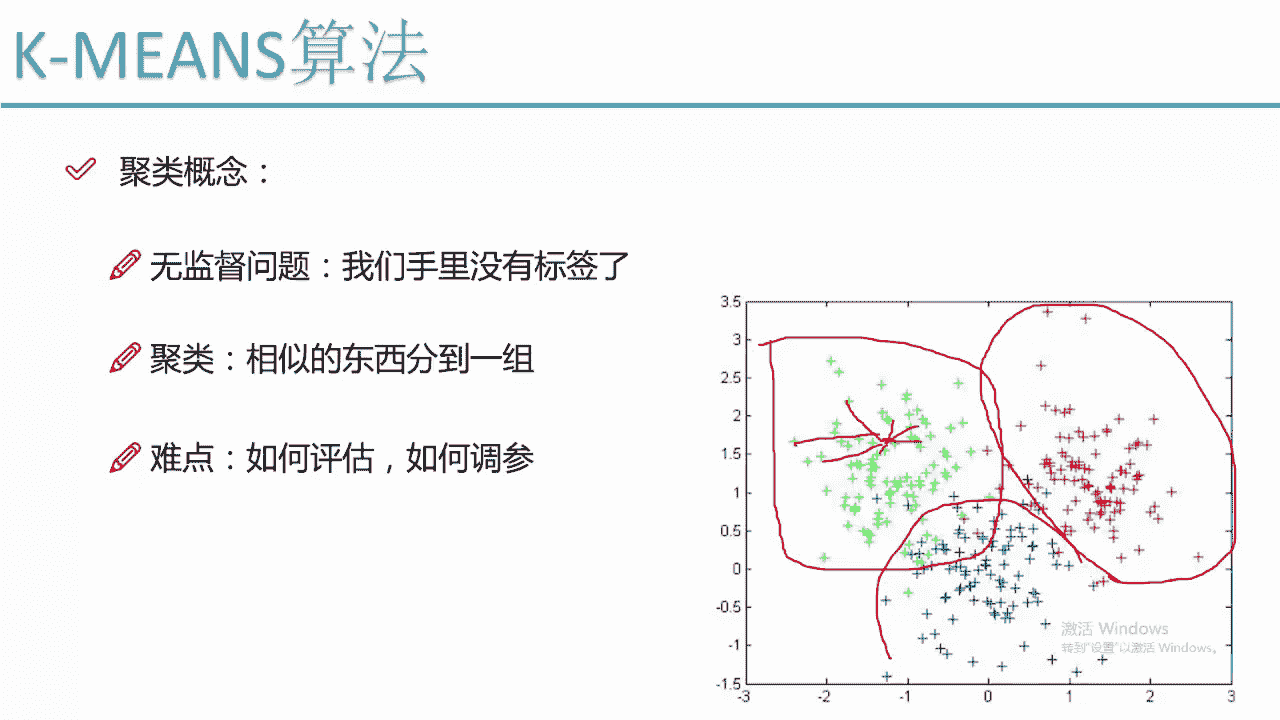 K-MEANS算法
聚类概念：
无监督问题：我们手里没有标签了
聚类：相似的东西分到一组
难点：如何评估，如何调参
3.5
3
2.5
2
1.5
1
0.5
0
-0.5
-1
-1.5
-3 -2 -1 0 1 2 3
激活 Windows
转到“设置”以激活 Windows。